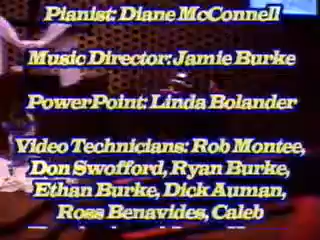 Pianist: Diane McConnell
Music Director: Jamie Burke
PowerPoint: Linda Bolander
Video Technicians: Rob Montee,
Don Swofford, Ryan Burke,
Ethan Burke, Dick Auman,
Ross Benavides, Caleb